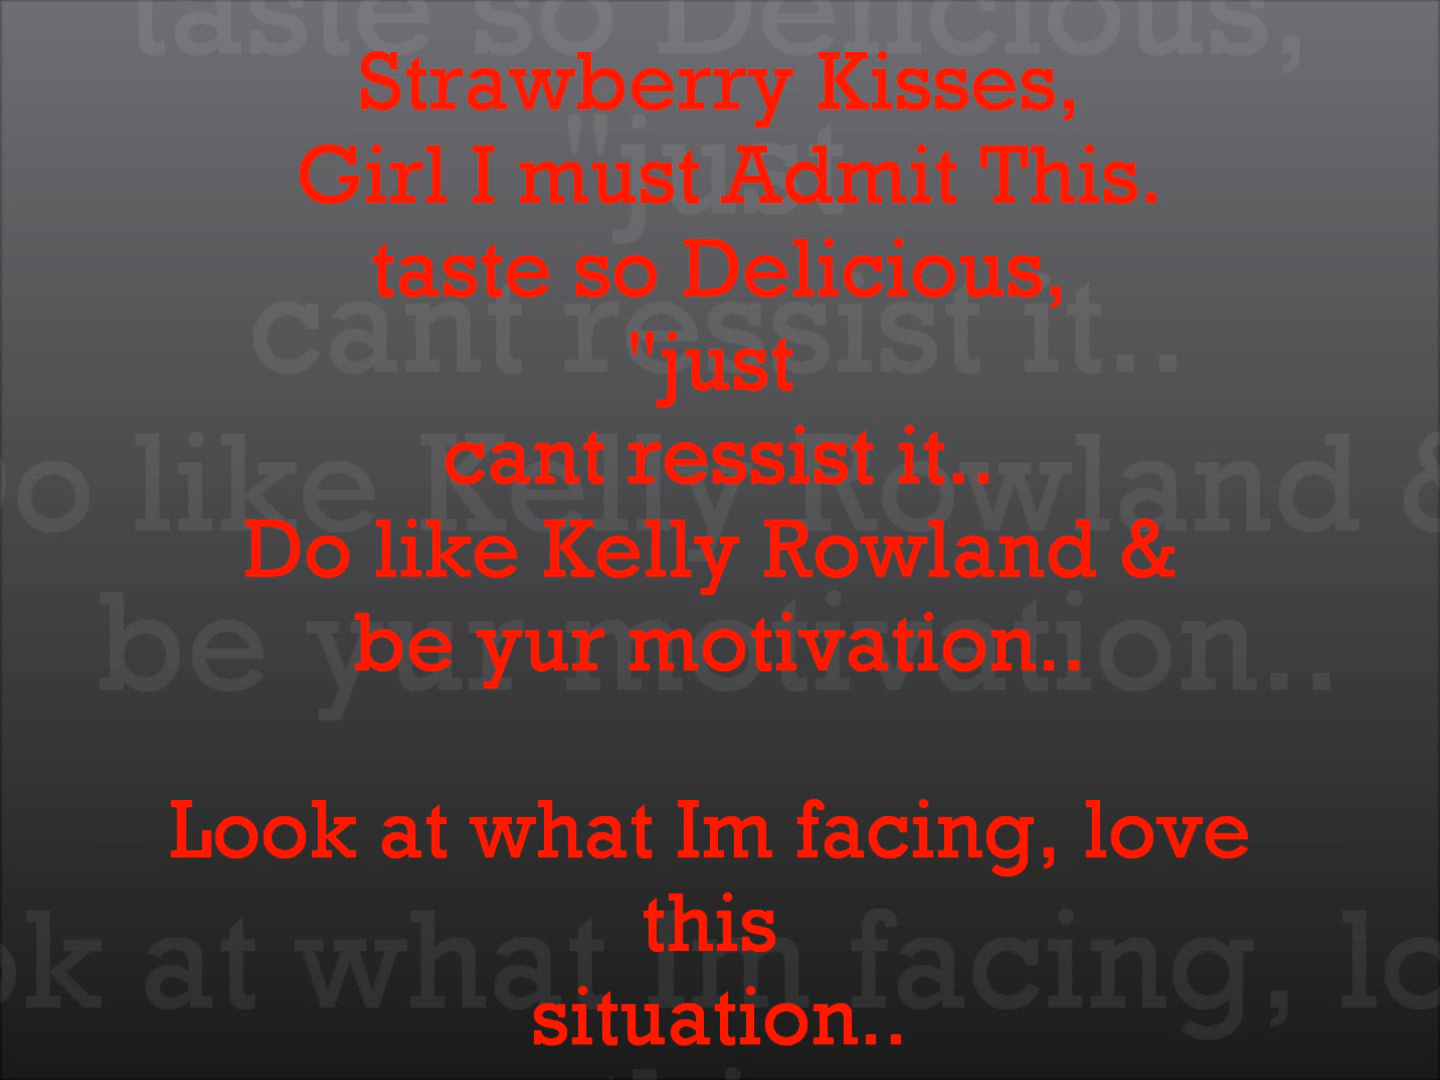 Strawberry Kisses,
Girl I must Admit This.
taste so Delicious,
"just
cant ressist it..
Do like Kelly Rowland &
be yur motivation..
Look at what Im facing, love
this
situation..